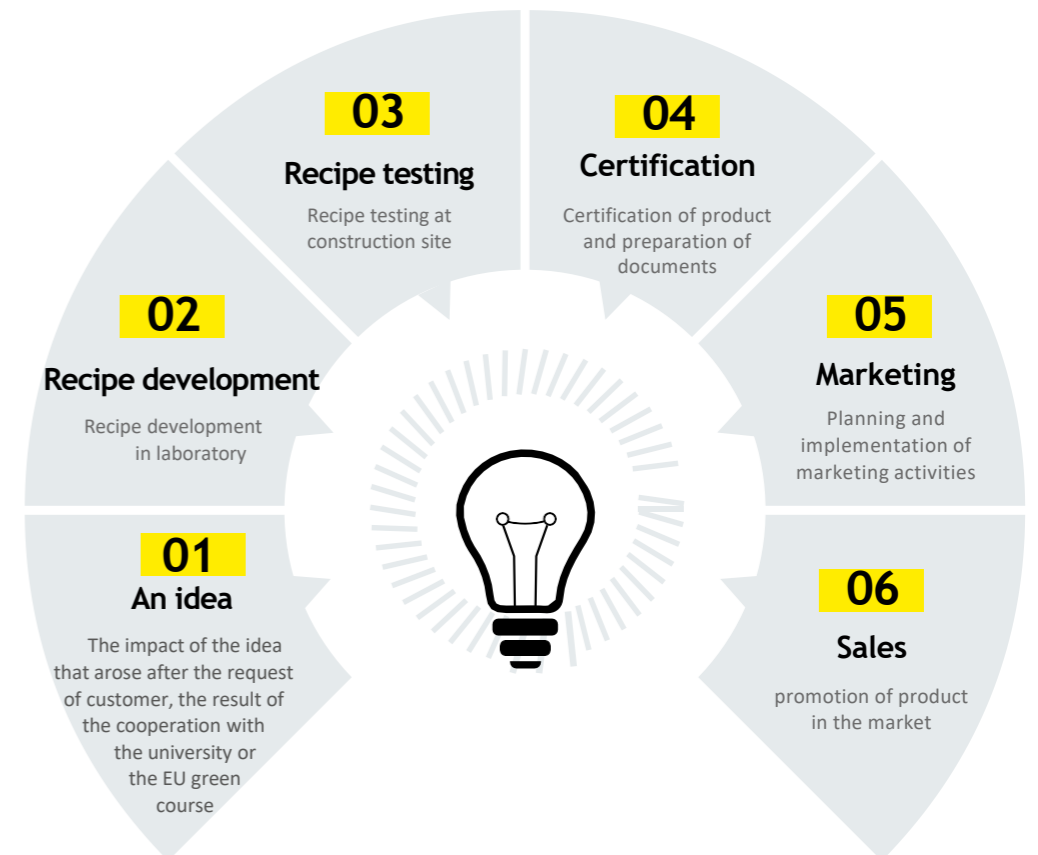 01
An idea
The impact of the idea
that arose after the request
of customer, the result of
the cooperation with
the university or
the EU green
course
02
Recipe development
Recipe development
in laboratory
03
Recipe testing
Recipe testing at
construction site
04
Certification
Certification of product
and preparation of
documents
05
Marketing
Planning and
implementation of
marketing activities
06
Sales
promotion of product
in the market